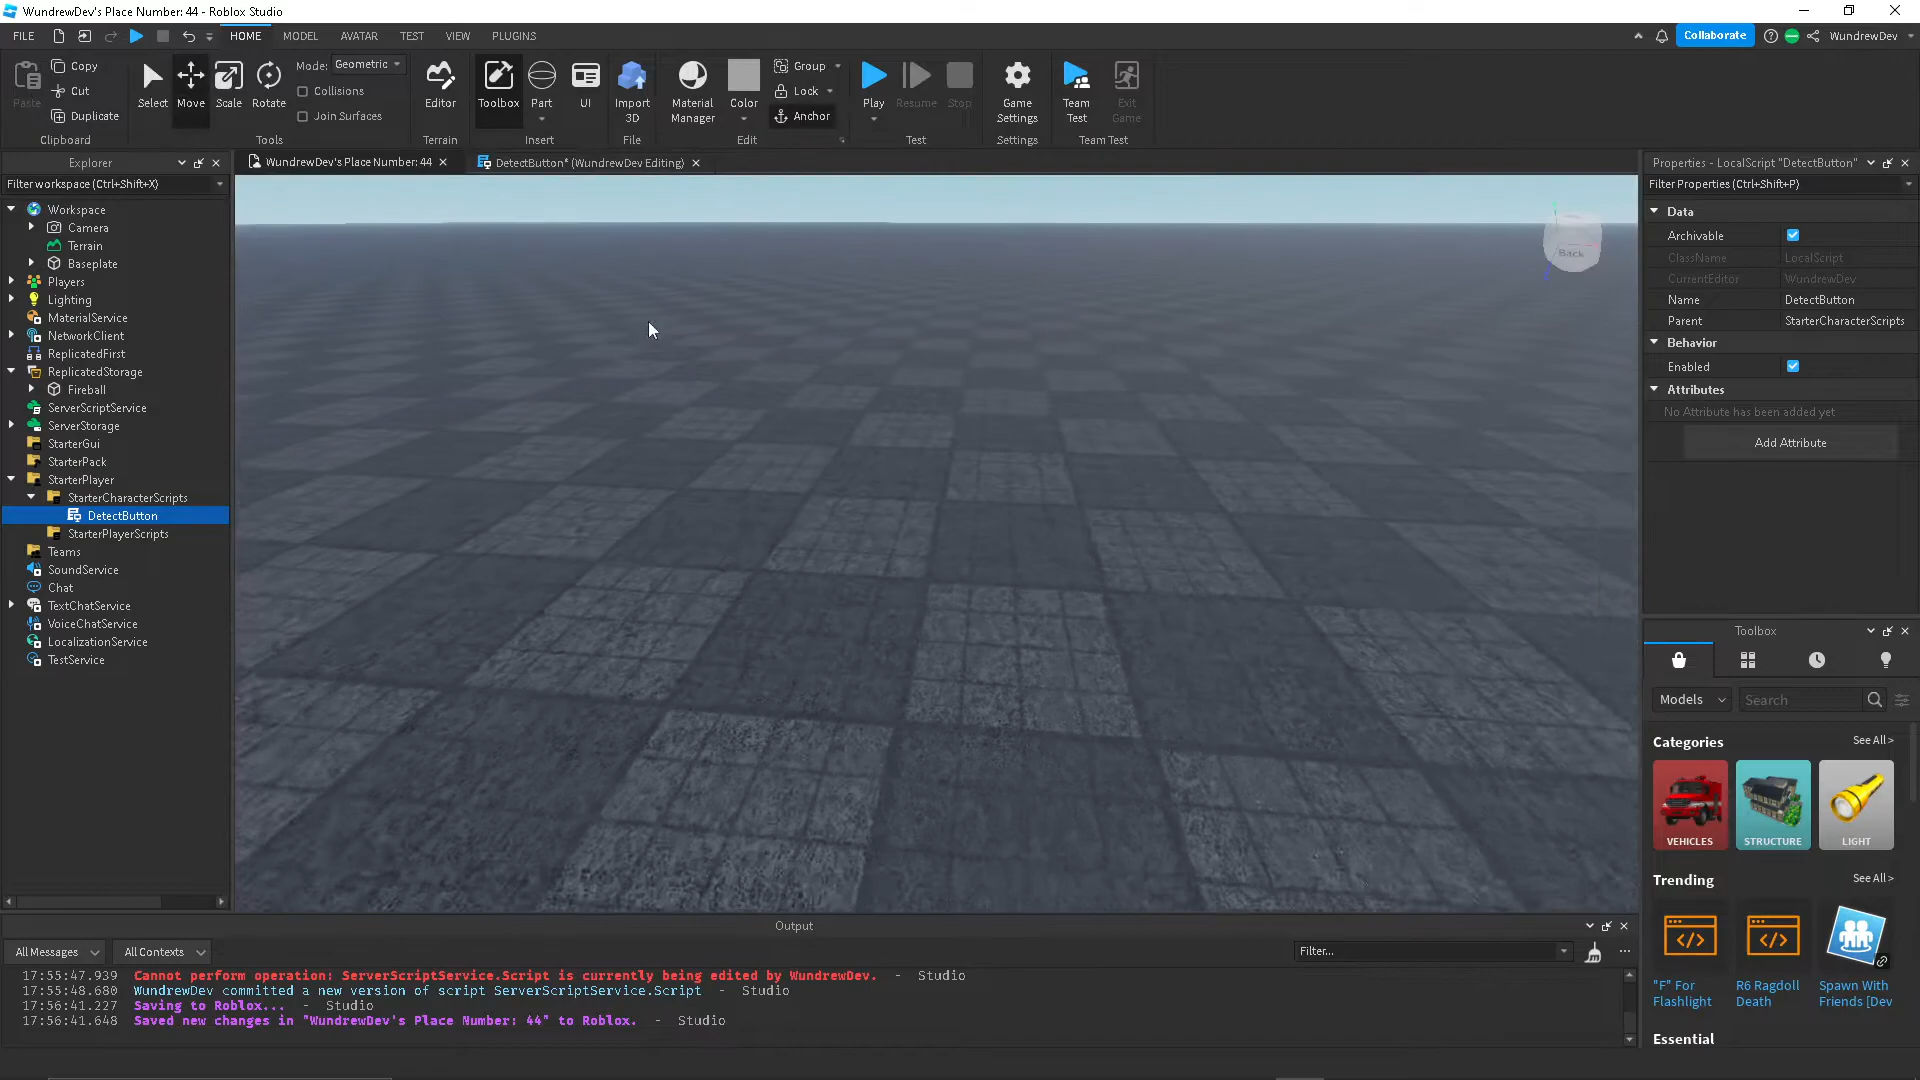 WundrewDev's Place Number: 44 - Roblox Studio
FILE
HOME MODEL AVATAR TEST VIEW PLUGINS
Collaborate
WundrewDev
Paste
Copy
Cut
Duplicate
Clipboard
Select Move Scale Rotate
Mode: Geometric
Collisions
Join Surfaces
Tools
Editor
Terrain
Toolbox Part UI
Insert
Import 3D
File
Material Manager
Color
Group
Lock
Anchor
Edit
Play Resume Stop
Test
Game Settings
Settings
Team Test
Exit Game
Team Test
Explorer
Filter workspace (Ctrl+Shift+X)
Workspace
Camera
Terrain
Baseplate
Players
Lighting
MaterialService
NetworkClient
ReplicatedFirst
ReplicatedStorage
Fireball
ServerScriptService
ServerStorage
StarterGui
StarterPack
StarterPlayer
StarterCharacterScripts
DetectButton
StarterPlayerScripts
Teams
SoundService
Chat
TextChatService
VoiceChatService
LocalizationService
TestService
WundrewDev's Place Number: 44
DetectButton* (WundrewDev Editing)
Back
Properties - LocalScript "DetectButton"
Filter Properties (Ctrl+Shift+P)
Data
Archivable
ClassName LocalScript
CurrentEditor WundrewDev
Name DetectButton
Parent StarterCharacterScripts
Behavior
Enabled
Attributes
No Attribute has been added yet
Add Attribute
Toolbox
Models
Search
Categories See All >
VEHICLES STRUCTURE LIGHT
Trending See All >
"F" For Flashlight
R6 Ragdoll Death
Spawn With Friends [Dev
Essential
Output
All Messages
All Contexts
Filter...
17:55:47.939 Cannot perform operation: ServerScriptService.Script is currently being edited by WundrewDev. - Studio
17:55:48.680 WundrewDev committed a new version of script ServerScriptService.Script - Studio
17:56:41.227 Saving to Roblox... - Studio
17:56:41.648 Saved new changes in "WundrewDev's Place Number: 44" to Roblox. - Studio